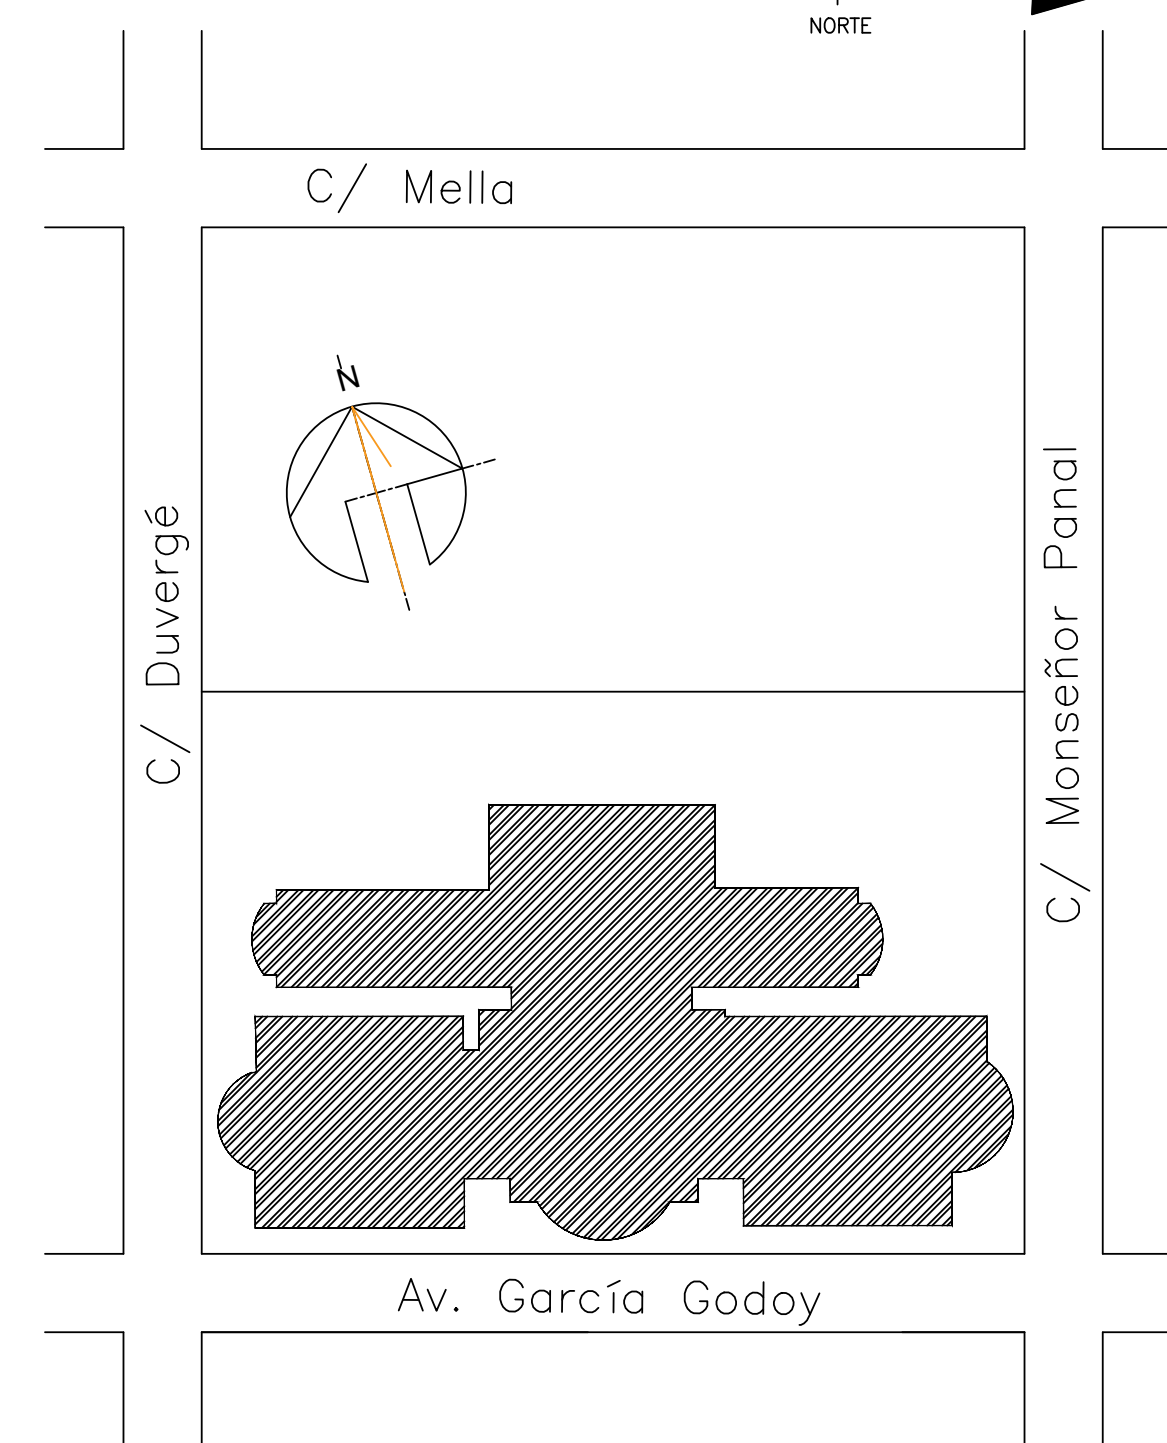 NORTE
C/ Mella
N
C/ Duvergé
C/ Monseñor Panal
Av. García Godoy